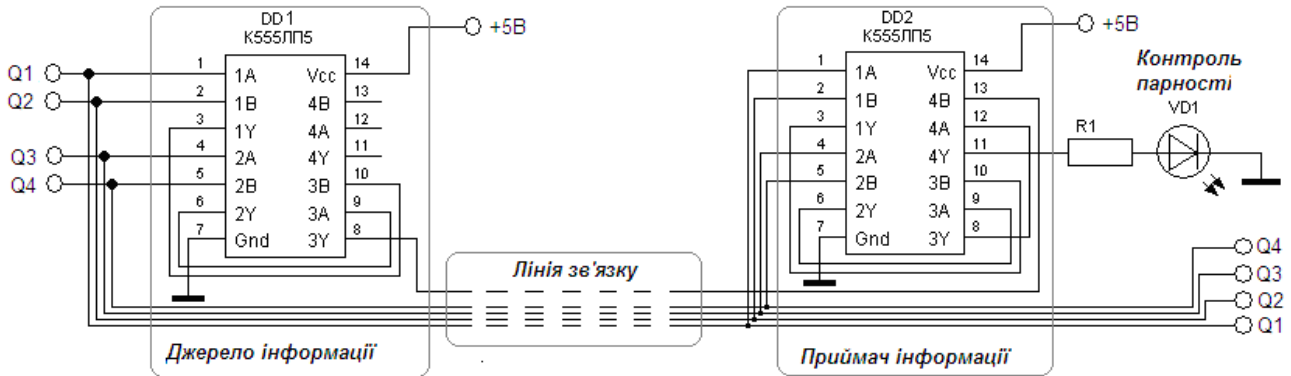 DD1
К555ЛП5
+5В
Q1
Q2
Q3
Q4
1 1A Vcc 14
2 1B 4B 13
3 1Y 4A 12
4 2A 4Y 11
5 2B 3B 10
6 2Y 3A 9
7 Gnd 3Y 8
Джерело інформації
Лінія зв'язку
DD2
К555ЛП5
+5В
1 1A Vcc 14
2 1B 4B 13
3 1Y 4A 12
4 2A 4Y 11
5 2B 3B 10
6 2Y 3A 9
7 Gnd 3Y 8
Приймач інформації
Контроль
парності
VD1
R1
Q4
Q3
Q2
Q1